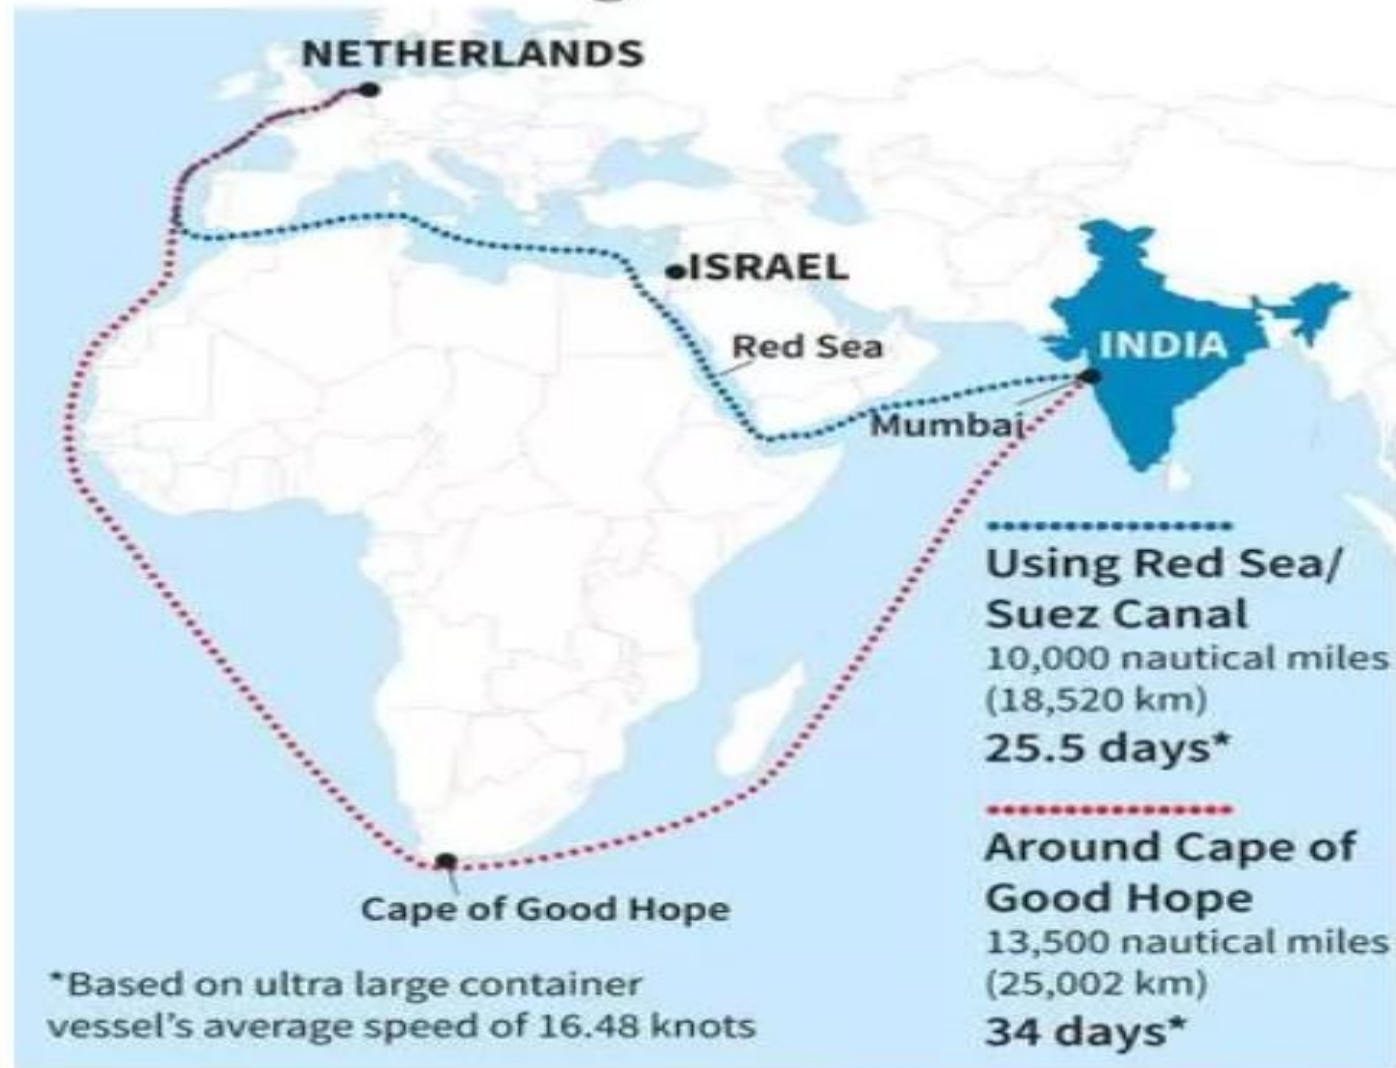 NETHERLANDS
ISRAEL
Red Sea
INDIA
Mumbai
Using Red Sea/
Suez Canal
10,000 nautical miles
(18,520 km)
25.5 days*
Around Cape of
Good Hope
13,500 nautical miles
(25,002 km)
34 days*
Cape of Good Hope
*Based on ultra large container
vessel's average speed of 16.48 knots